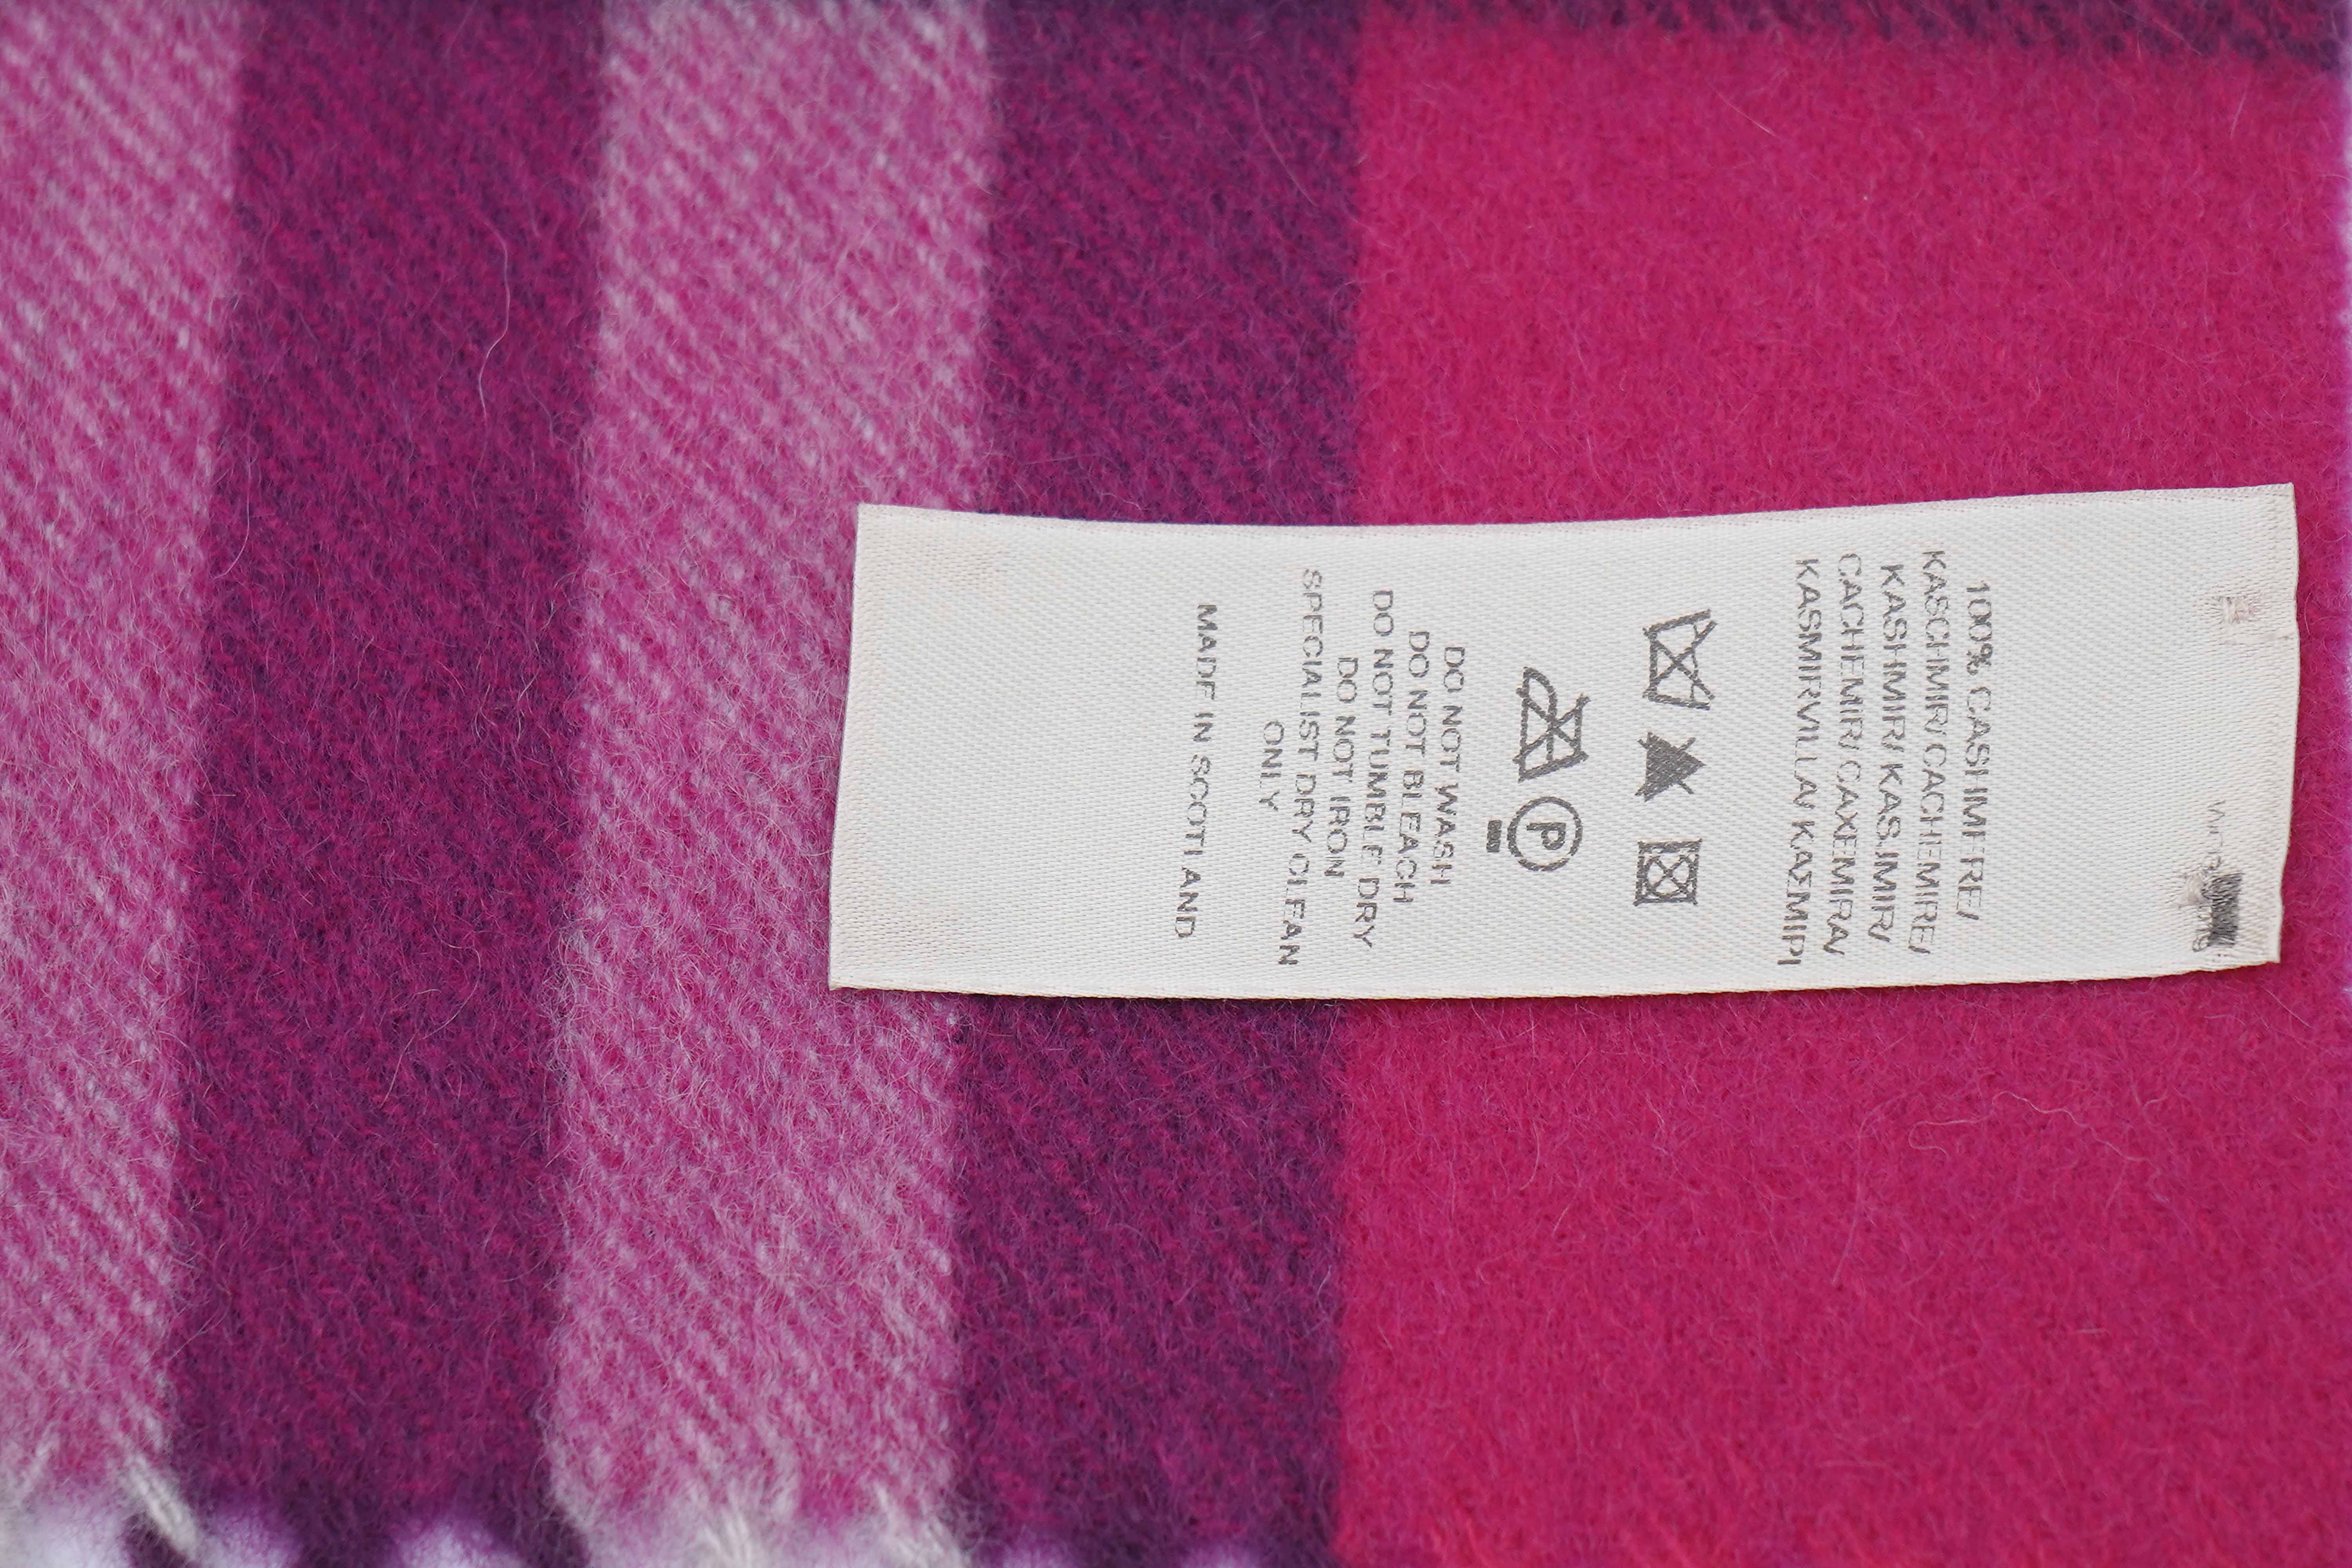 100% CASHMERE/
KASCHMIR/ CACHEMIRE/
KASHMIR/ KASJMIR/
CACHEMIR/ CAXEMIRA/
KASMIRVILLA/ ΚΑΣΜΙΡΙ
P
DO NOT WASH
DO NOT BLEACH
DO NOT TUMBLE DRY
DO NOT IRON
SPECIALIST DRY CLEAN
ONLY
MADE IN SCOTLAND